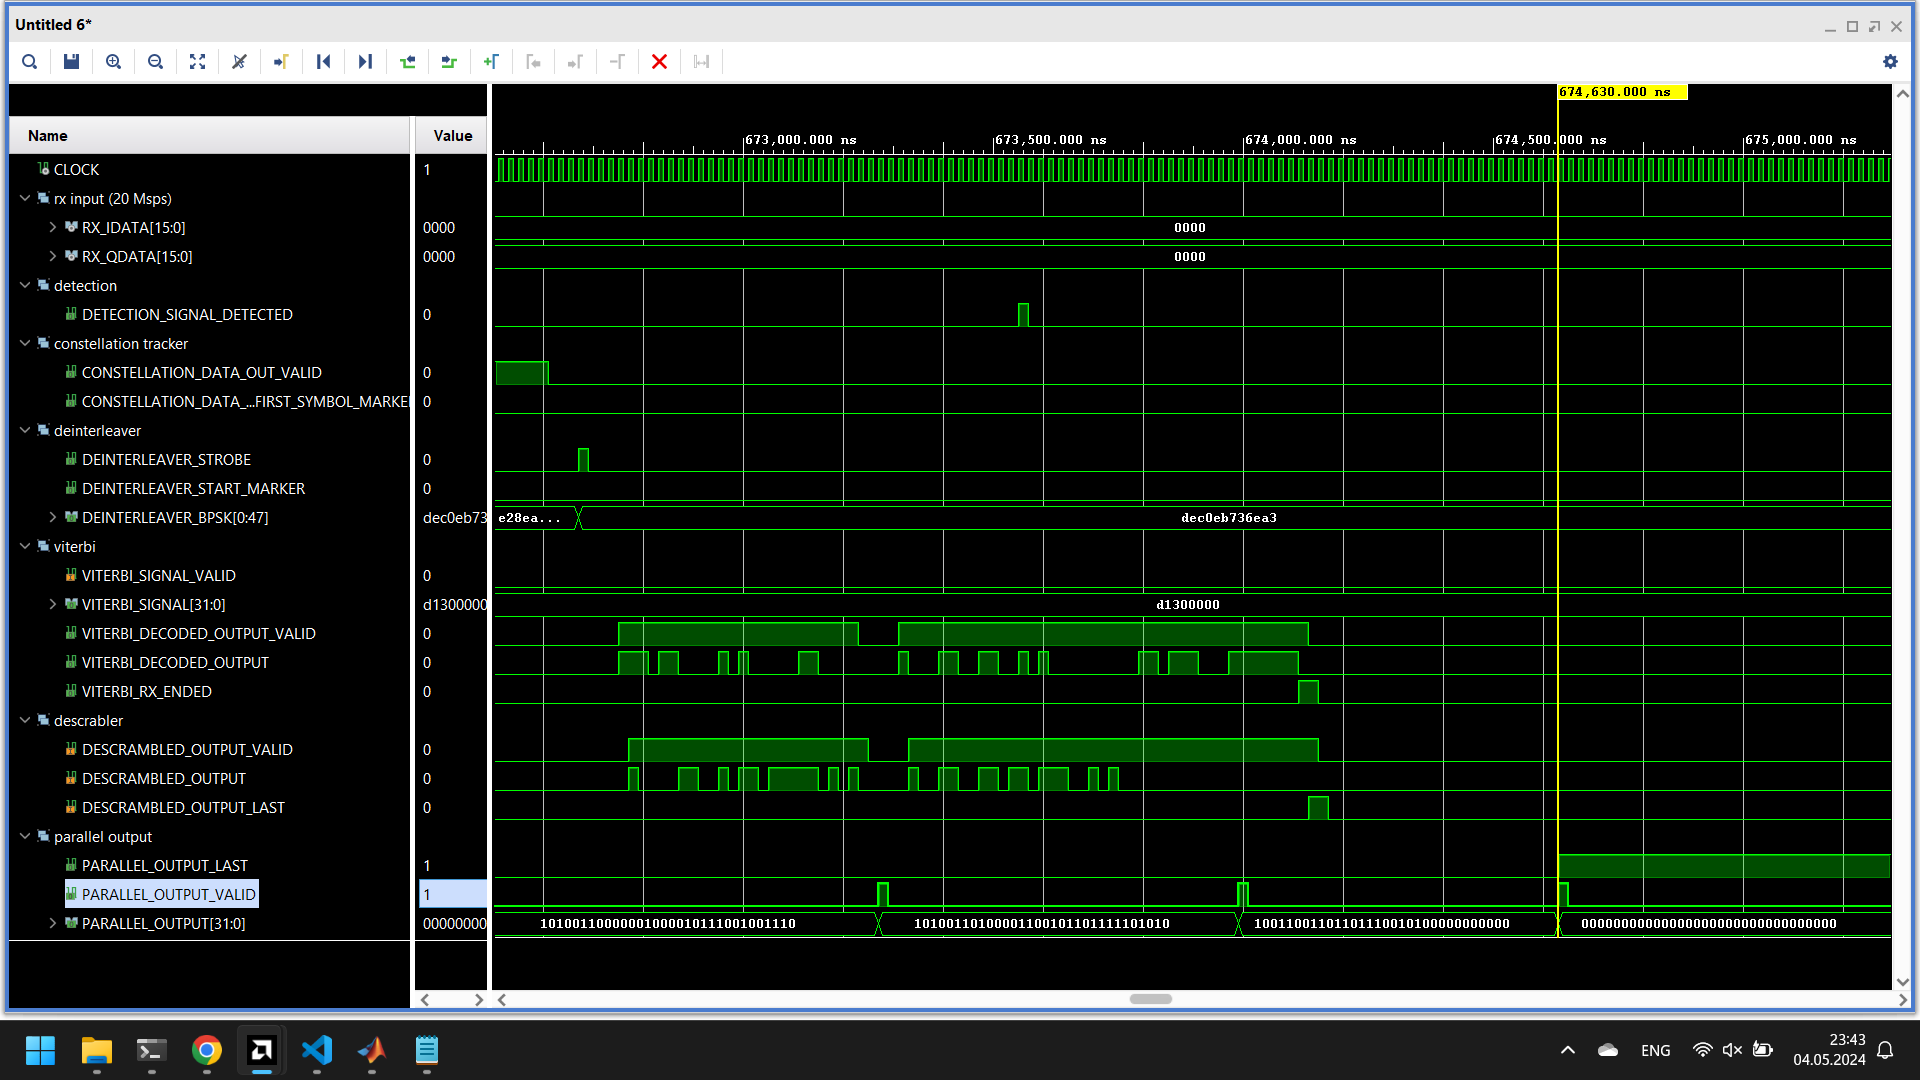 Untitled 6*
674,630.000 ns
Name
Value
673,000.000 ns
673,500.000 ns
674,000.000 ns
674,500.000 ns
675,000.000 ns
CLOCK
1
rx input (20 Msps)
RX_IDATA[15:0]
0000
0000
RX_QDATA[15:0]
0000
0000
detection
DETECTION_SIGNAL_DETECTED
0
constellation tracker
CONSTELLATION_DATA_OUT_VALID
0
CONSTELLATION_DATA_...FIRST_SYMBOL_MARKE
0
deinterleaver
DEINTERLEAVER_STROBE
0
DEINTERLEAVER_START_MARKER
0
DEINTERLEAVER_BPSK[0:47]
dec0eb73
e28ea...
dec0eb736ea3
viterbi
VITERBI_SIGNAL_VALID
0
VITERBI_SIGNAL[31:0]
d1300000
d1300000
VITERBI_DECODED_OUTPUT_VALID
0
VITERBI_DECODED_OUTPUT
0
VITERBI_RX_ENDED
0
descrabler
DESCRAMBLED_OUTPUT_VALID
0
DESCRAMBLED_OUTPUT
0
DESCRAMBLED_OUTPUT_LAST
0
parallel output
PARALLEL_OUTPUT_LAST
1
PARALLEL_OUTPUT_VALID
1
PARALLEL_OUTPUT[31:0]
00000000
10100110000001000010111001001110
10100110100001100101101111101010
10011001101101110010100000000000
00000000000000000000000000000000
ENG
23:43
04.05.2024